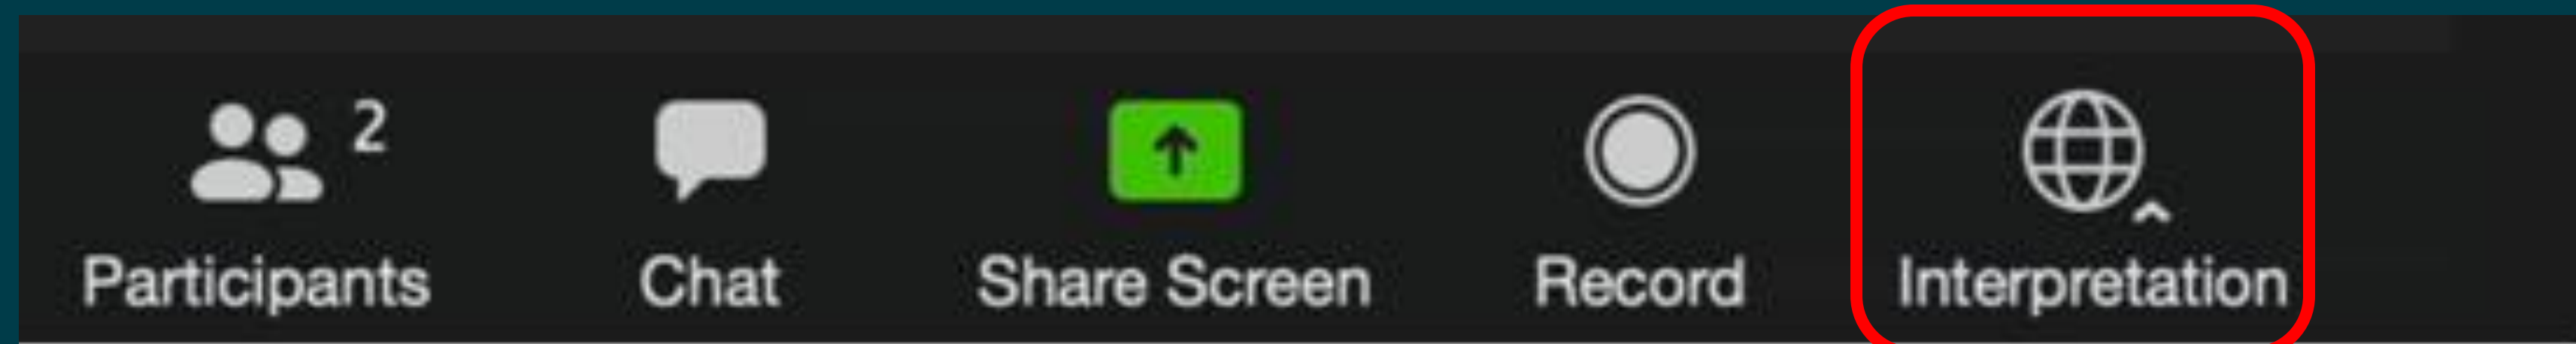 2
Participants
Chat
Share Screen
Record
Interpretation